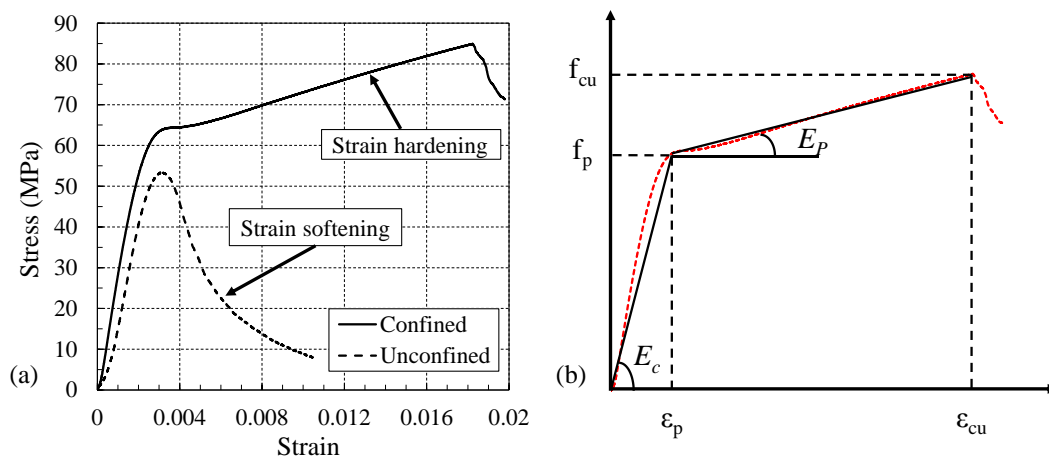 90
80
70
60
50
40
30
20
10
0
Stress (MPa)
0
0.004
0.008
0.012
0.016
0.02
Strain
Strain hardening
Strain softening
Confined
Unconfined
(a)
f_cu
f_p
E_P
E_c
ε_p
ε_cu
(b)